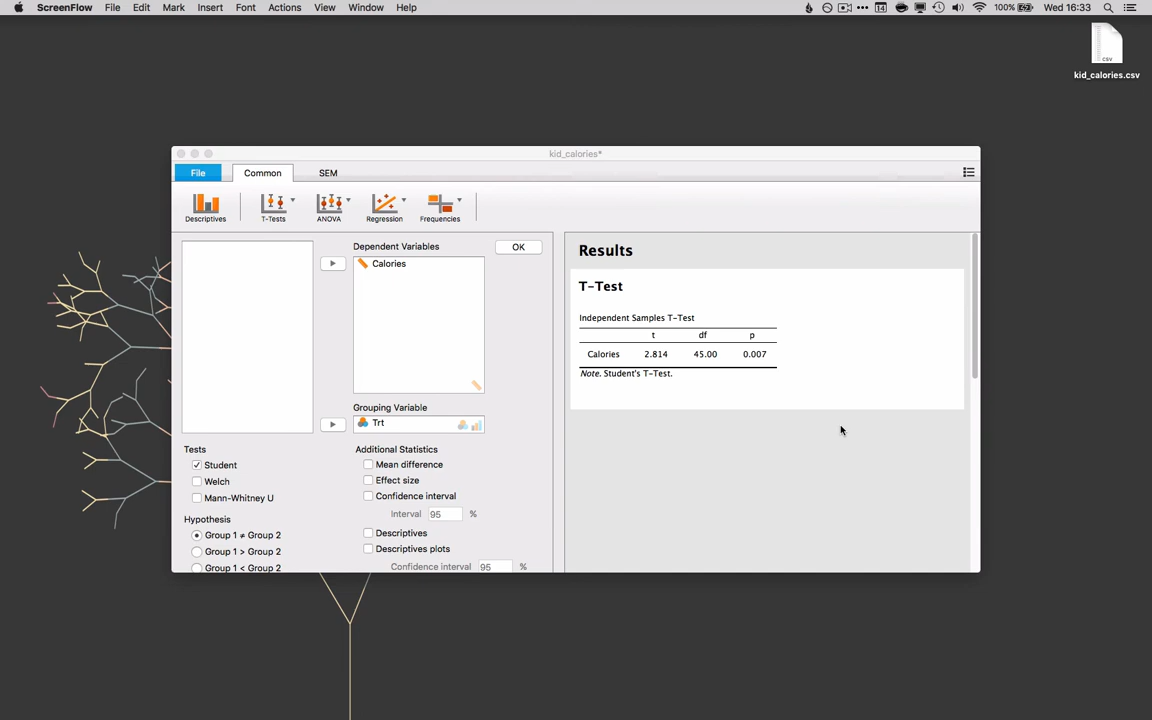 ScreenFlow File Edit Mark Insert Font Actions View Window Help 14 100% Wed 16:33
csv
kid_calories.csv
kid_calories*
File Common SEM
Descriptives T-Tests ANOVA Regression Frequencies
Dependent Variables
OK
Calories
Grouping Variable
Trt
Tests
Student
Welch
Mann-Whitney U
Hypothesis
Group 1 ≠ Group 2
Group 1 > Group 2
Group 1 < Group 2
Additional Statistics
Mean difference
Effect size
Confidence interval
Interval 95 %
Descriptives
Descriptives plots
Confidence interval 95 %
Results
T-Test
Independent Samples T-Test
t df p
Calories 2.814 45.00 0.007
Note. Student's T-Test.